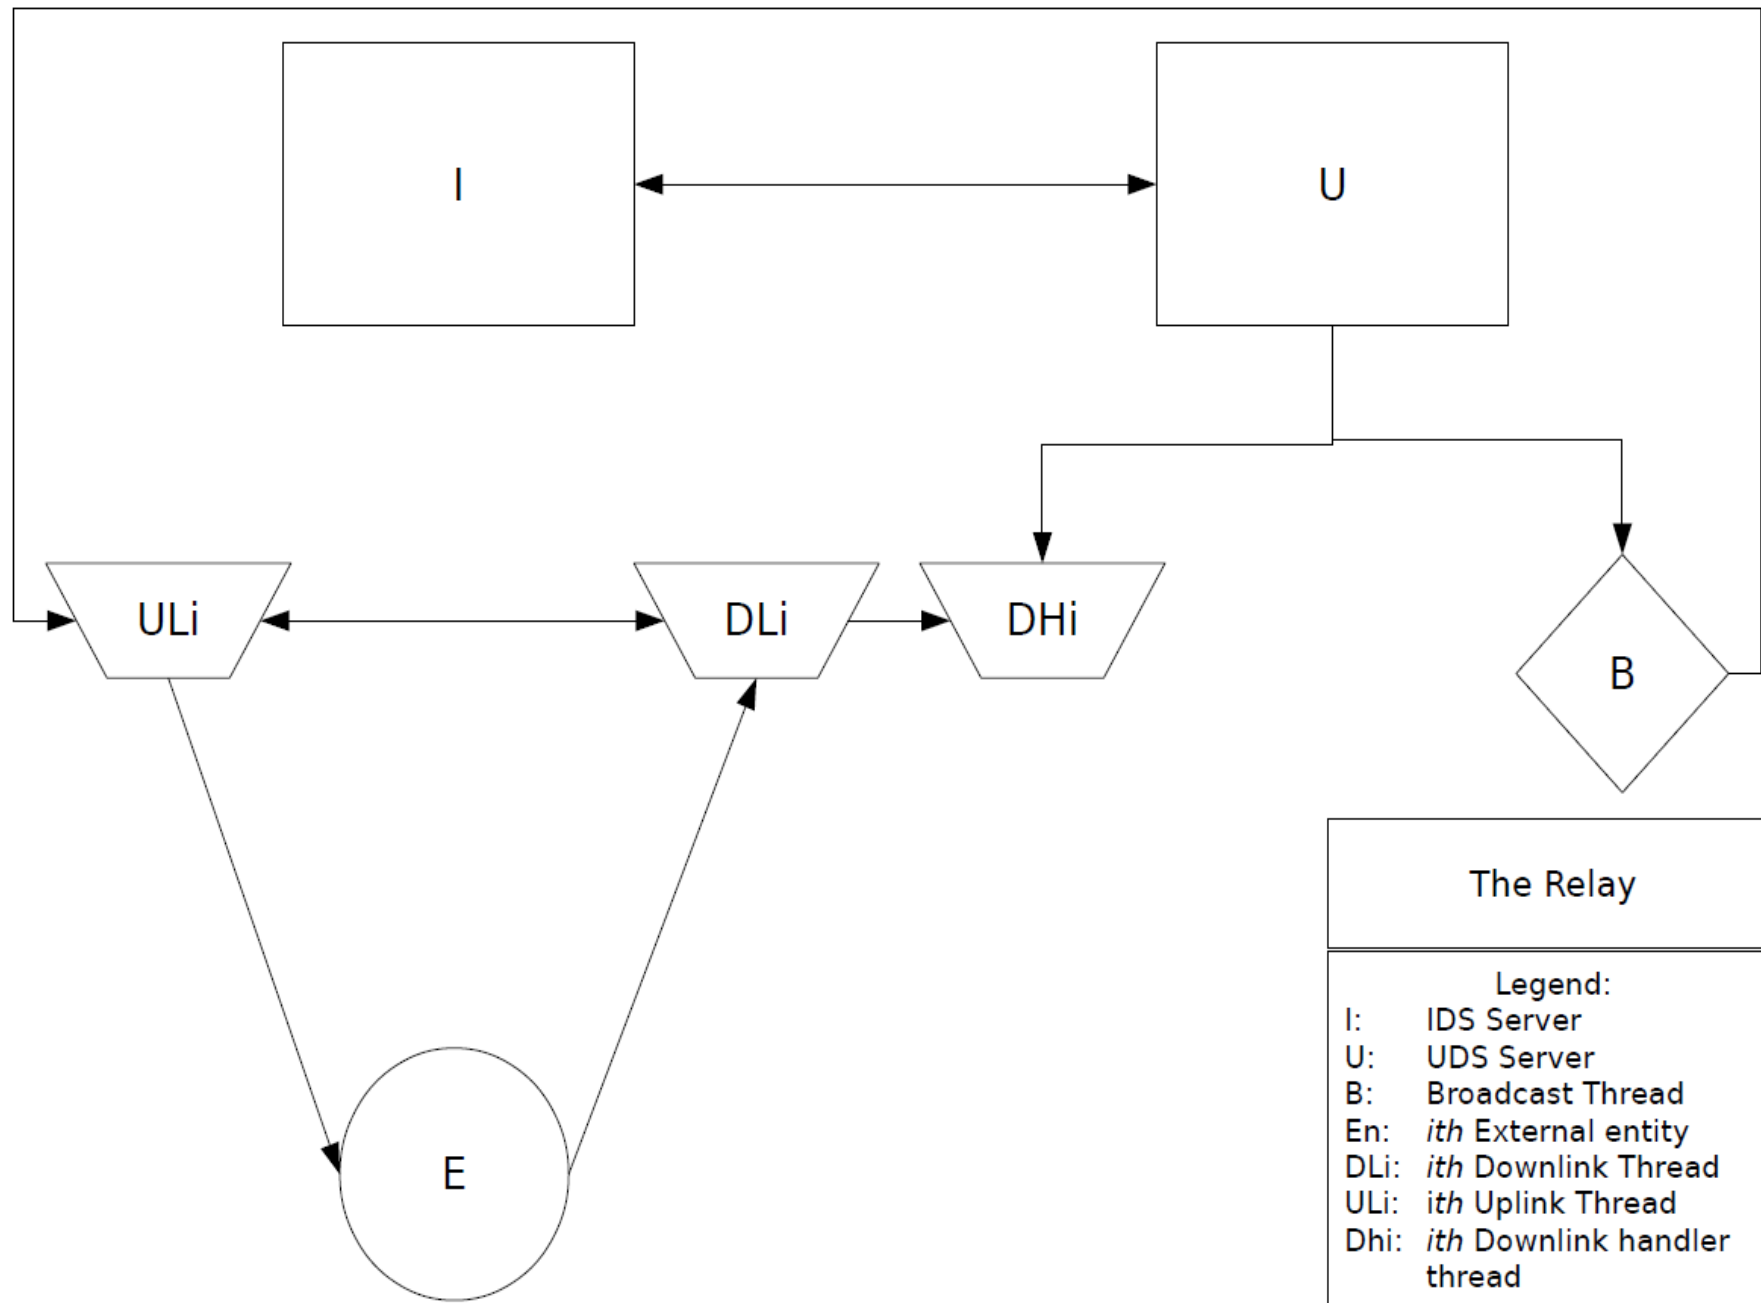 I
U
ULi
DLi
DHi
B
E
The Relay
Legend:
I: IDS Server
U: UDS Server
B: Broadcast Thread
En: ith External entity
DLi: ith Downlink Thread
ULi: ith Uplink Thread
Dhi: ith Downlink handler
thread